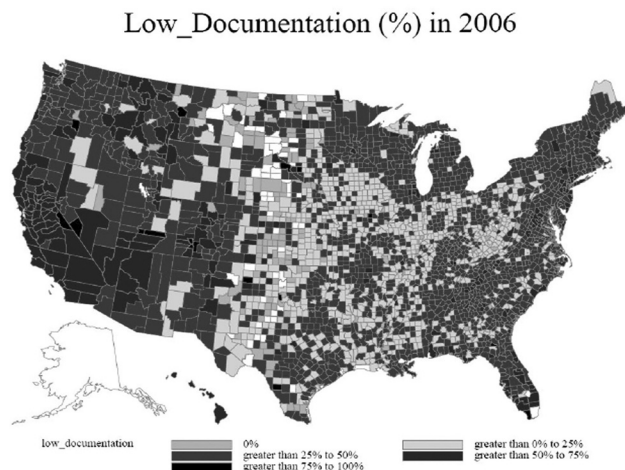 Low_Documentation (%) in 2006
low_documentation
0%
greater than 0% to 25%
greater than 25% to 50%
greater than 50% to 75%
greater than 75% to 100%